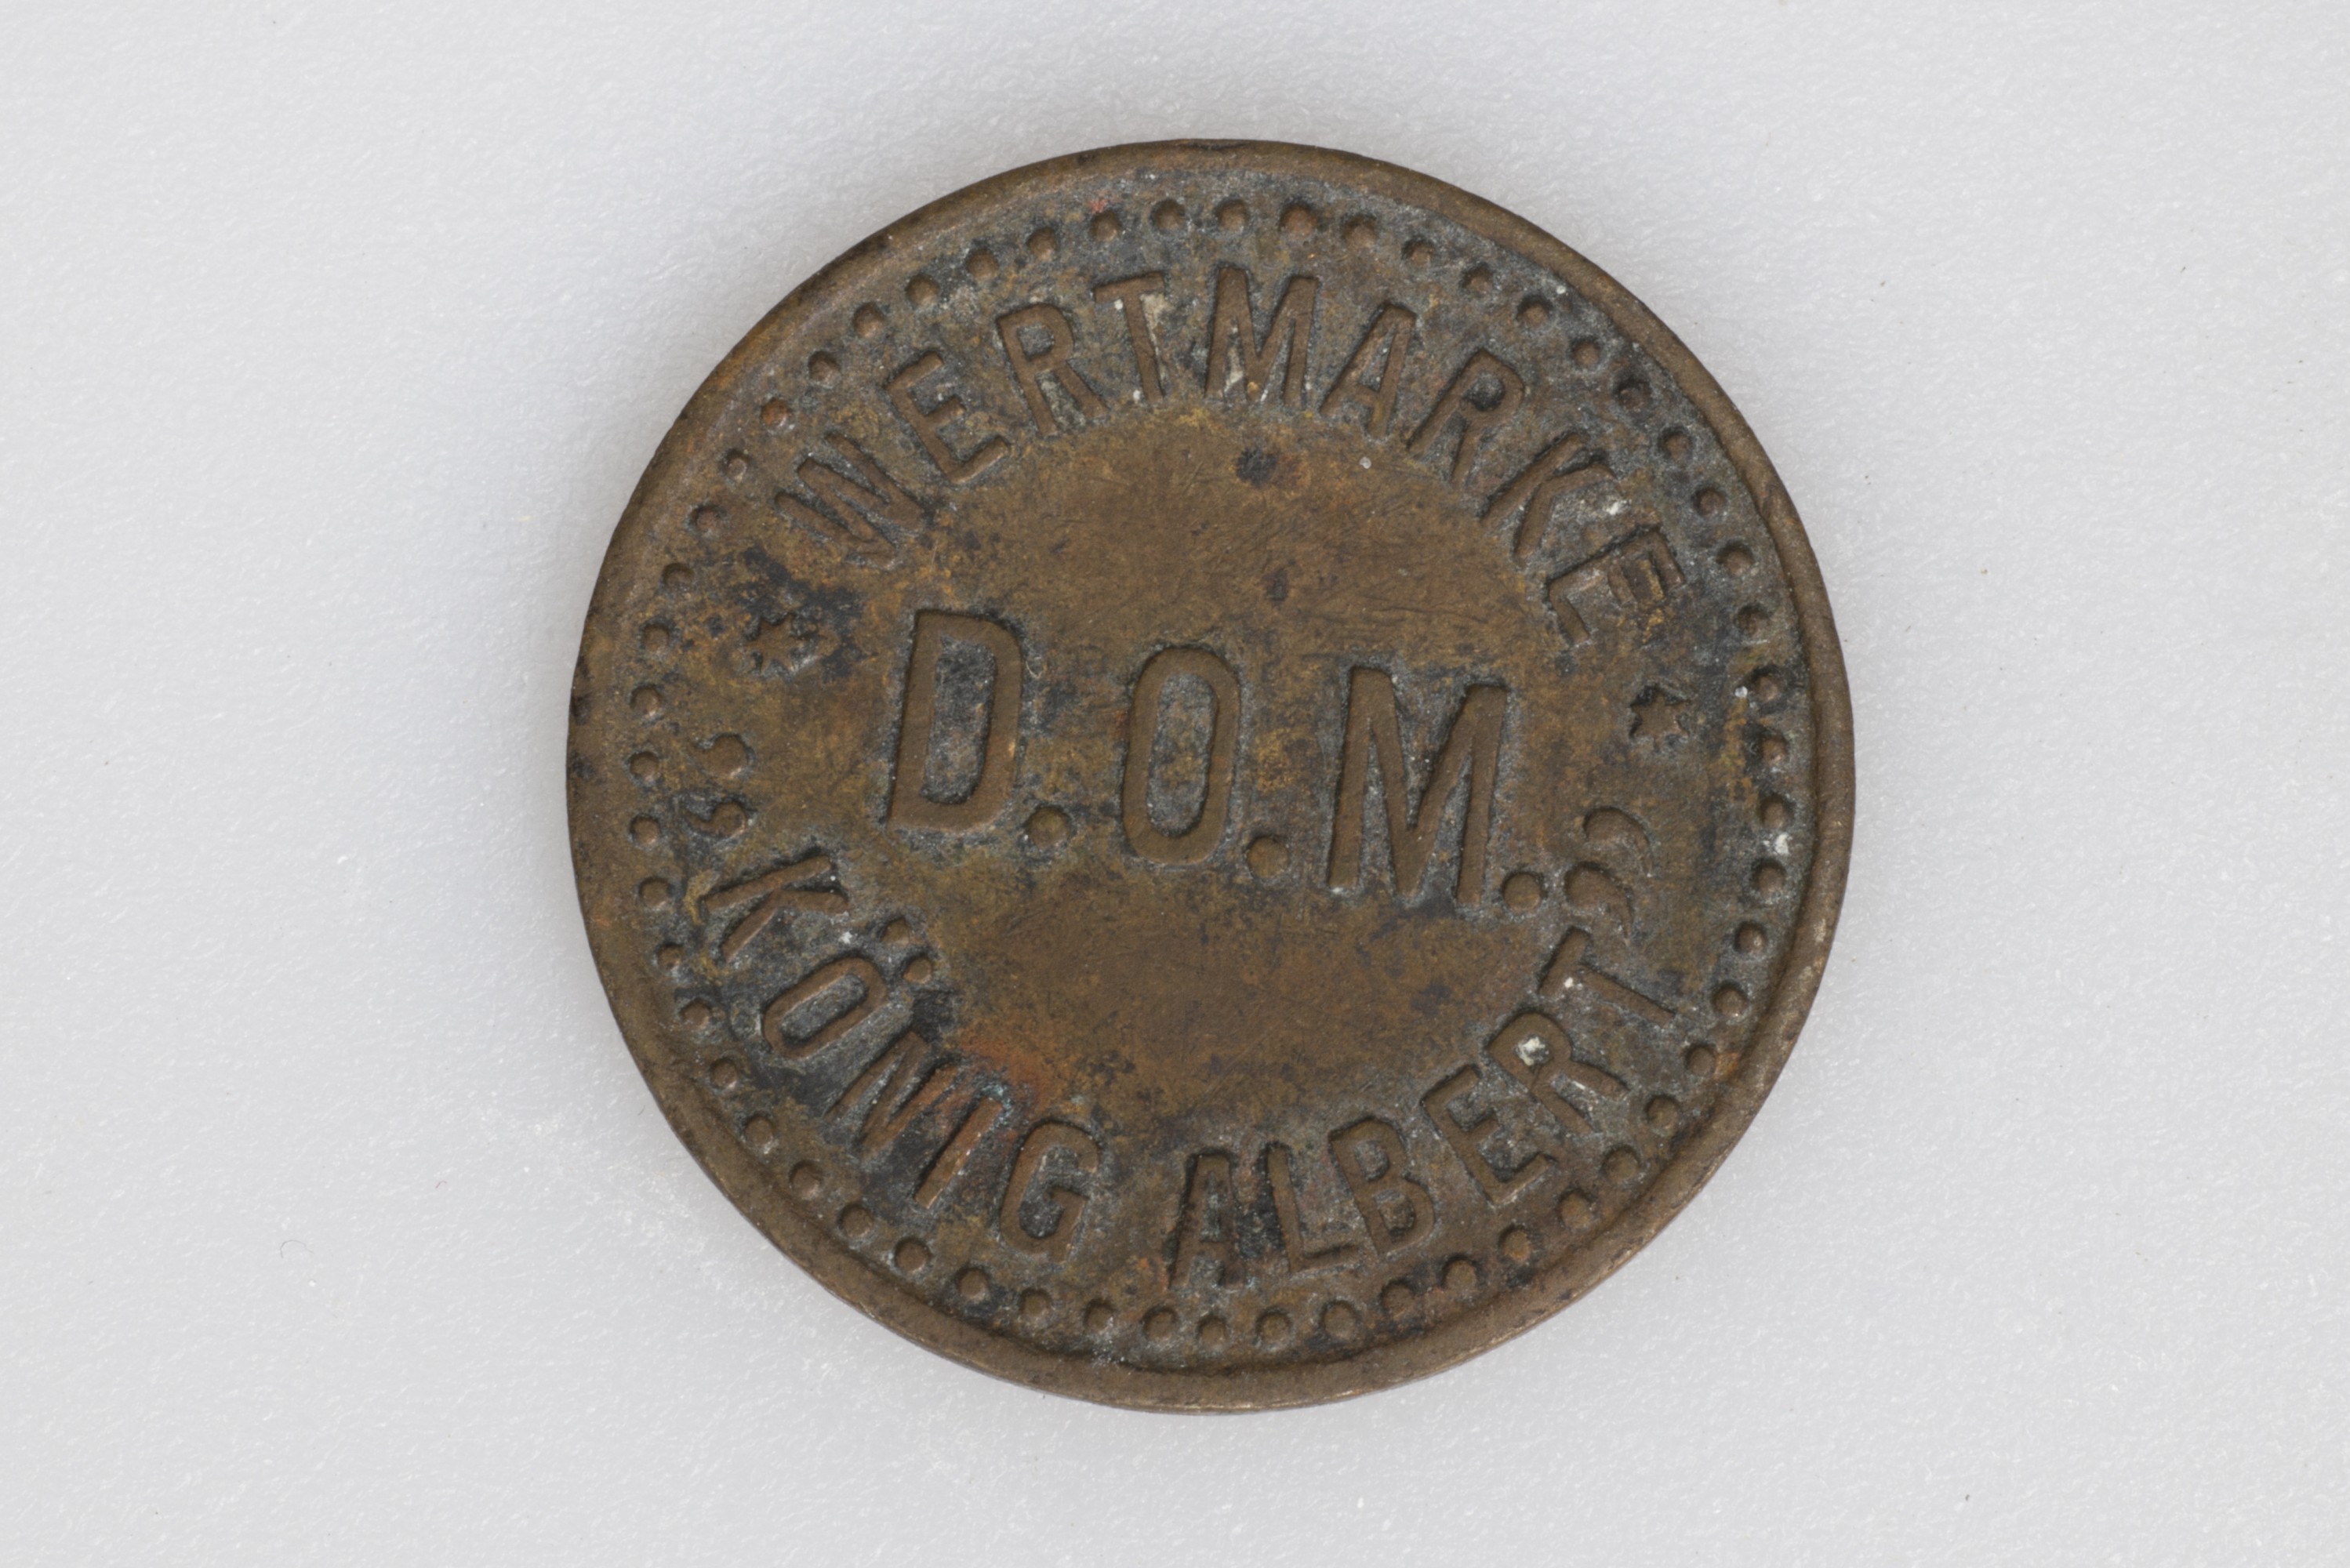 * WERTMARKE *
D.O.M.
„KÖNIG ALBERT”